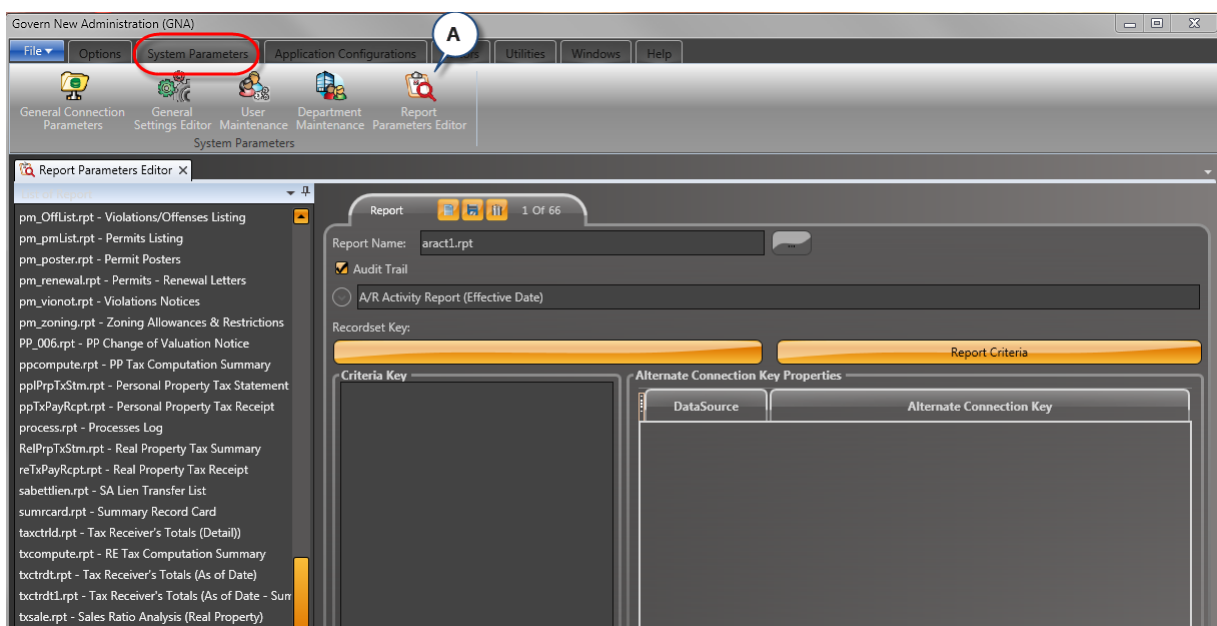 Govern New Administration (GNA)
A
File Options System Parameters Application Configurations Utilities Windows Help
General Connection Parameters
General Settings Editor
User Maintenance
Department Maintenance
Report Parameters Editor
System Parameters
Report Parameters Editor
List of Report
pm_OffList.rpt - Violations/Offenses Listing
pm_pmList.rpt - Permits Listing
pm_poster.rpt - Permit Posters
pm_renewal.rpt - Permits - Renewal Letters
pm_vionot.rpt - Violations Notices
pm_zoning.rpt - Zoning Allowances & Restrictions
PP_006.rpt - PP Change of Valuation Notice
ppcompute.rpt - PP Tax Computation Summary
pplPrpTxStm.rpt - Personal Property Tax Statement
ppTxPayRcpt.rpt - Personal Property Tax Receipt
process.rpt - Processes Log
RelPrpTxStm.rpt - Real Property Tax Summary
reTxPayRcpt.rpt - Real Property Tax Receipt
sabettlien.rpt - SA Lien Transfer List
sumrcard.rpt - Summary Record Card
taxctrld.rpt - Tax Receiver's Totals (Detail))
txcompute.rpt - RE Tax Computation Summary
txctrdt.rpt - Tax Receiver's Totals (As of Date)
txctrdt1.rpt - Tax Receiver's Totals (As of Date - Sum
txsale.rpt - Sales Ratio Analysis (Real Property)
Report 1 Of 66
Report Name: aract1.rpt ...
Audit Trail
A/R Activity Report (Effective Date)
Recordset Key:
Report Criteria
Criteria Key
Alternate Connection Key Properties
DataSource Alternate Connection Key